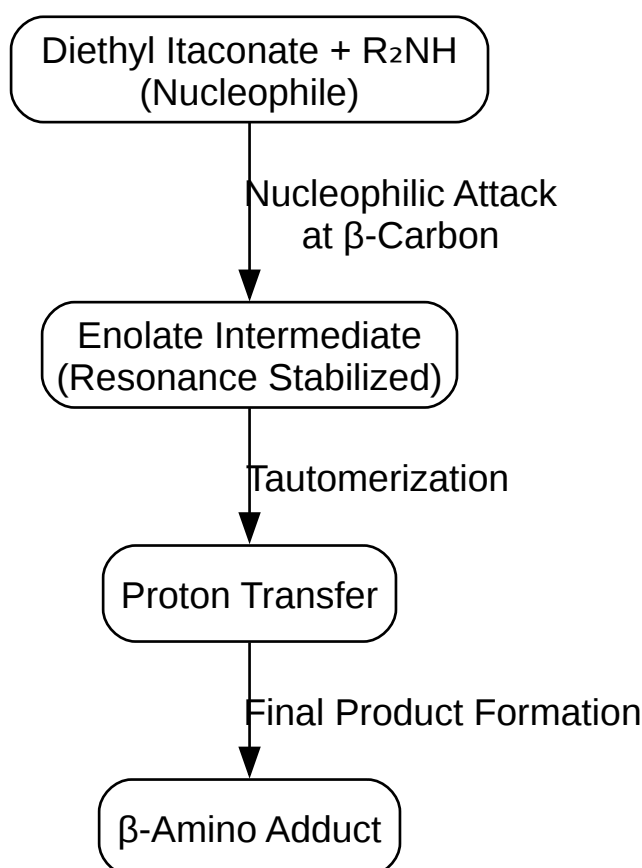 Diethyl Itaconate + R₂NH
(Nucleophile)
Nucleophilic Attack
at β-Carbon
Enolate Intermediate
(Resonance Stabilized)
Tautomerization
Proton Transfer
Final Product Formation
β-Amino Adduct